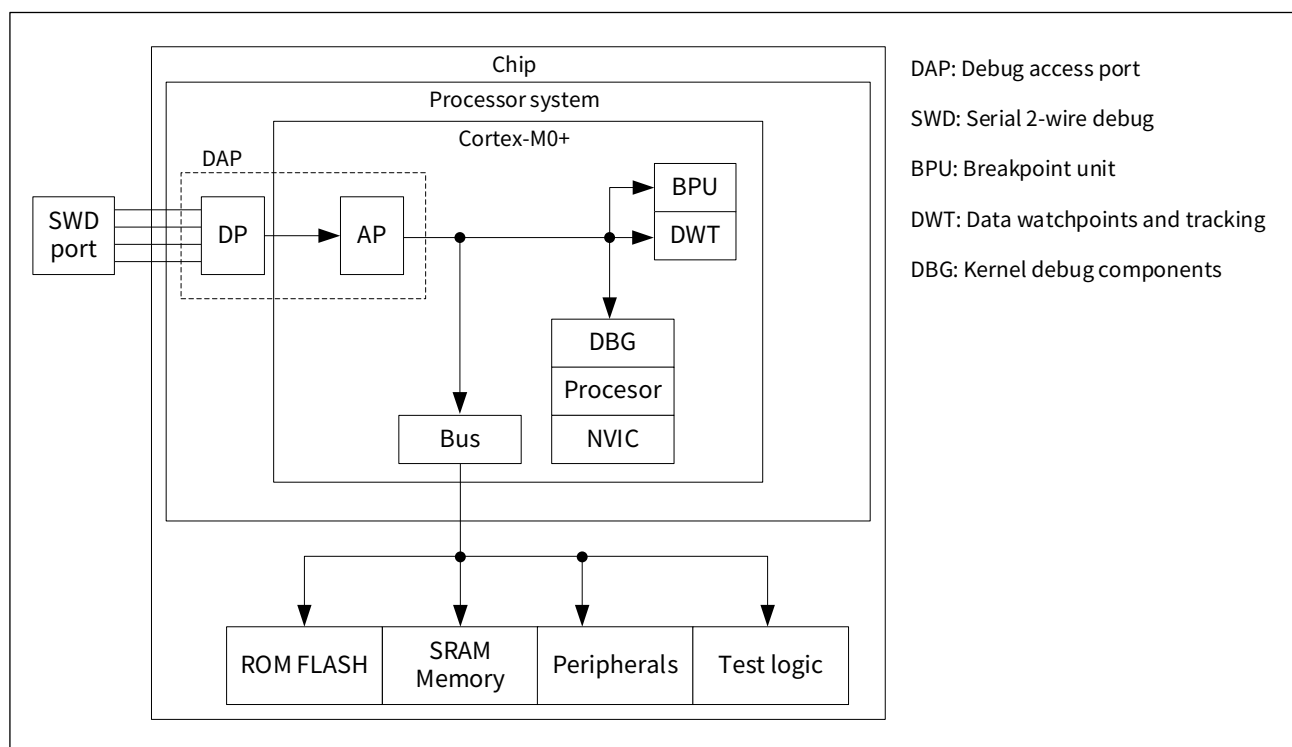 Chip
Processor system
Cortex-M0+
DAP
SWD
port
DP
AP
BPU
DWT
DBG
Procesor
NVIC
Bus
ROM FLASH
SRAM
Memory
Peripherals
Test logic
DAP: Debug access port
SWD: Serial 2-wire debug
BPU: Breakpoint unit
DWT: Data watchpoints and tracking
DBG: Kernel debug components